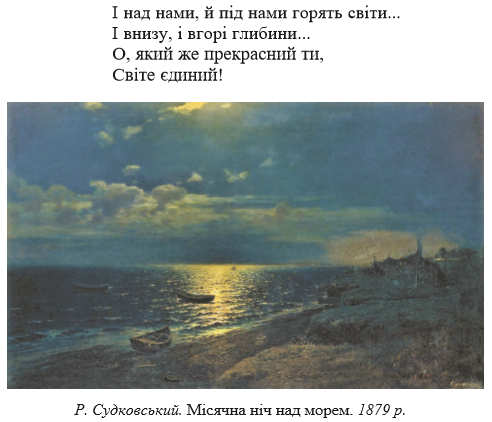 І над нами, й під нами горять світи...
І внизу, і вгорі глибини...
О, який же прекрасний ти,
Світе єдиний!
Р. Судковський. Місячна ніч над морем. 1879 р.